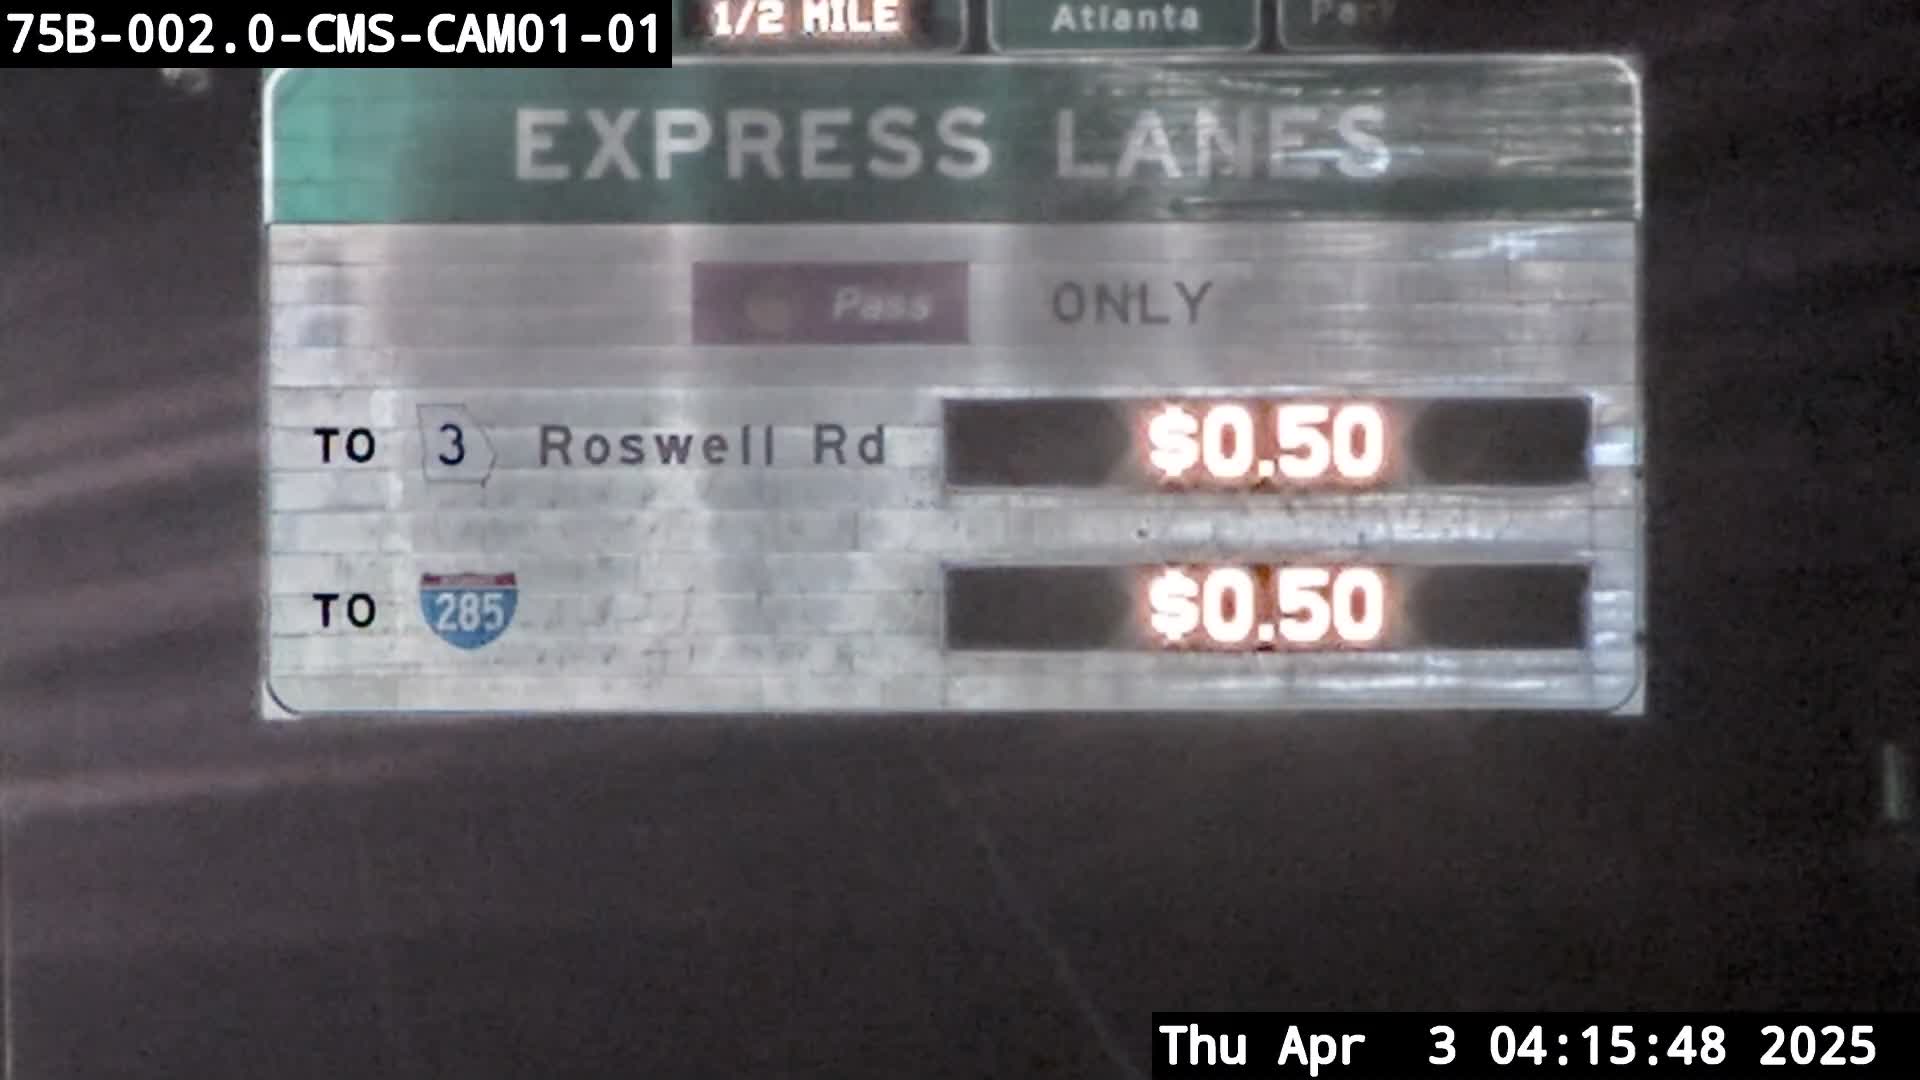 75B-002.0-CMS-CAM01-01
1/2 MILE
Atlanta
EXPRESS LANES
Pass ONLY
TO 3 Roswell Rd $0.50
TO 285 $0.50
Thu Apr 3 04:15:48 2025